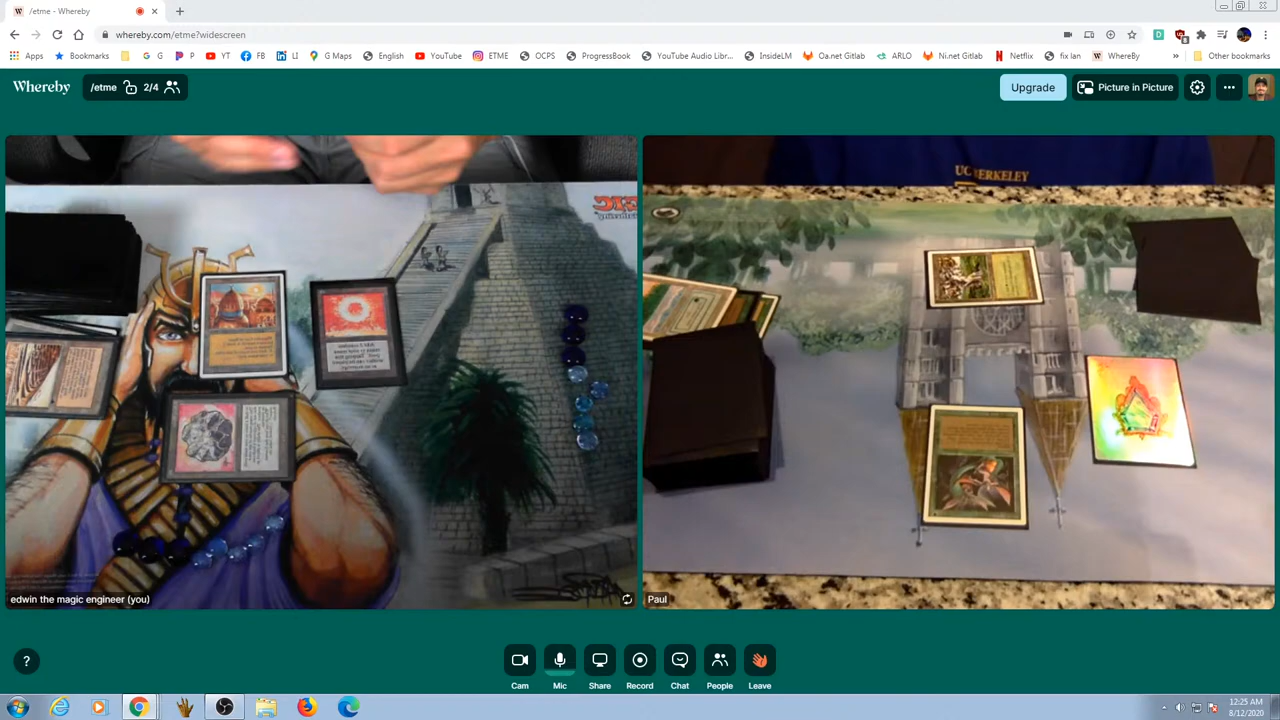 /etme - Whereby
whereby.com/etme?widescreen
Apps Bookmarks P YT FB LI G Maps English YouTube ETME OCPS ProgressBook YouTube Audio Libr... InsideLM Oa.net Gitlab ARLO Ni.net Gitlab Netflix fix lan WhereBy » Other bookmarks
Whereby /etme 2/4 Upgrade Picture in Picture
UC BERKELEY
edwin the magic engineer (you)
Paul
?
Cam Mic Share Record Chat People Leave
12:25 AM
8/12/2020